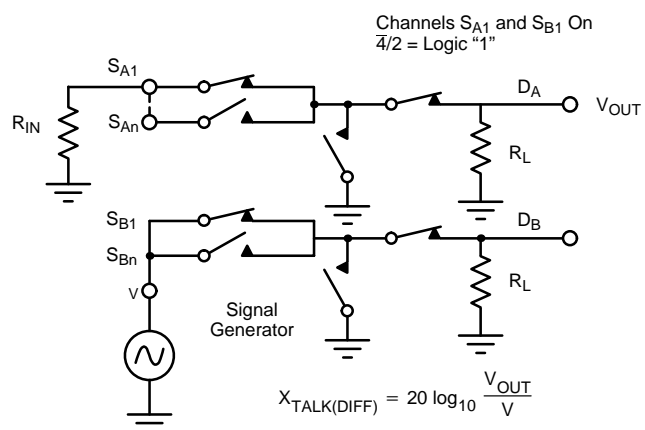 Channels S_A1 and S_B1 On
4̅/2 = Logic “1”
S_A1
D_A
V_OUT
R_IN
S_An
R_L
S_B1
D_B
S_Bn
V
R_L
Signal
Generator
X_TALK(DIFF) = 20 log_10 V_OUT/V